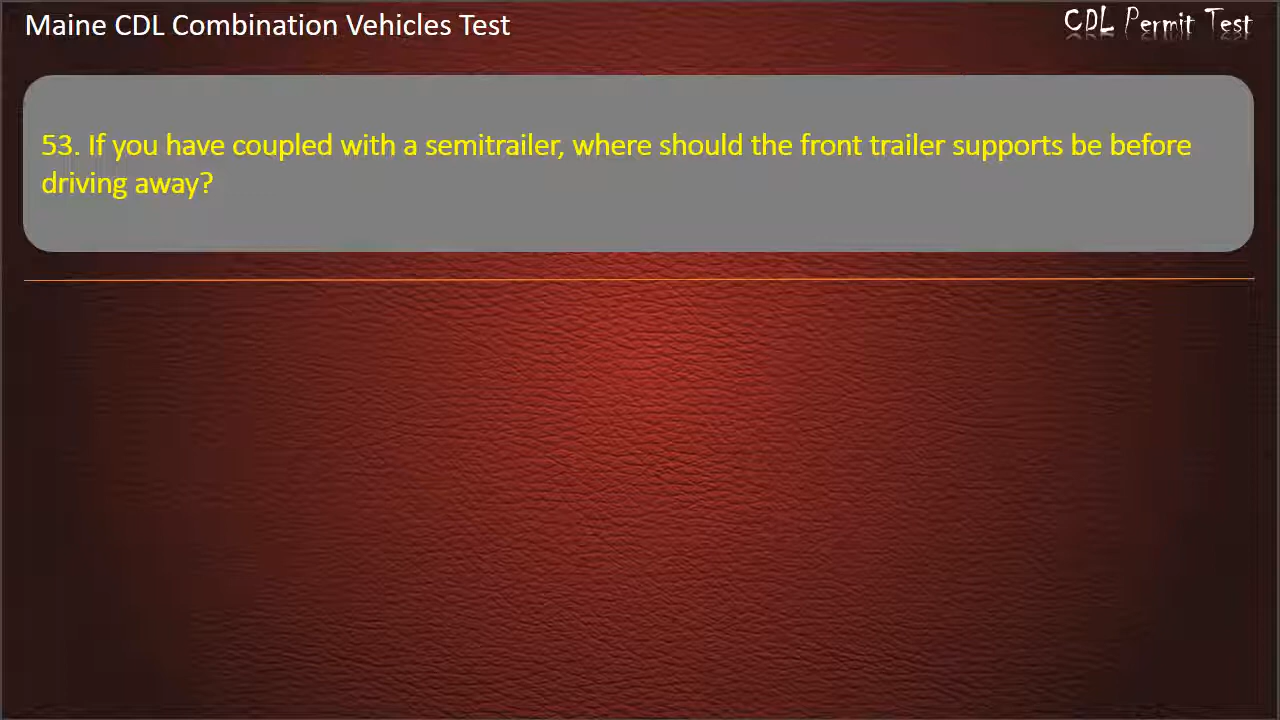 Maine CDL Combination Vehicles Test
CDL Permit Test
53. If you have coupled with a semitrailer, where should the front trailer supports be before
driving away?